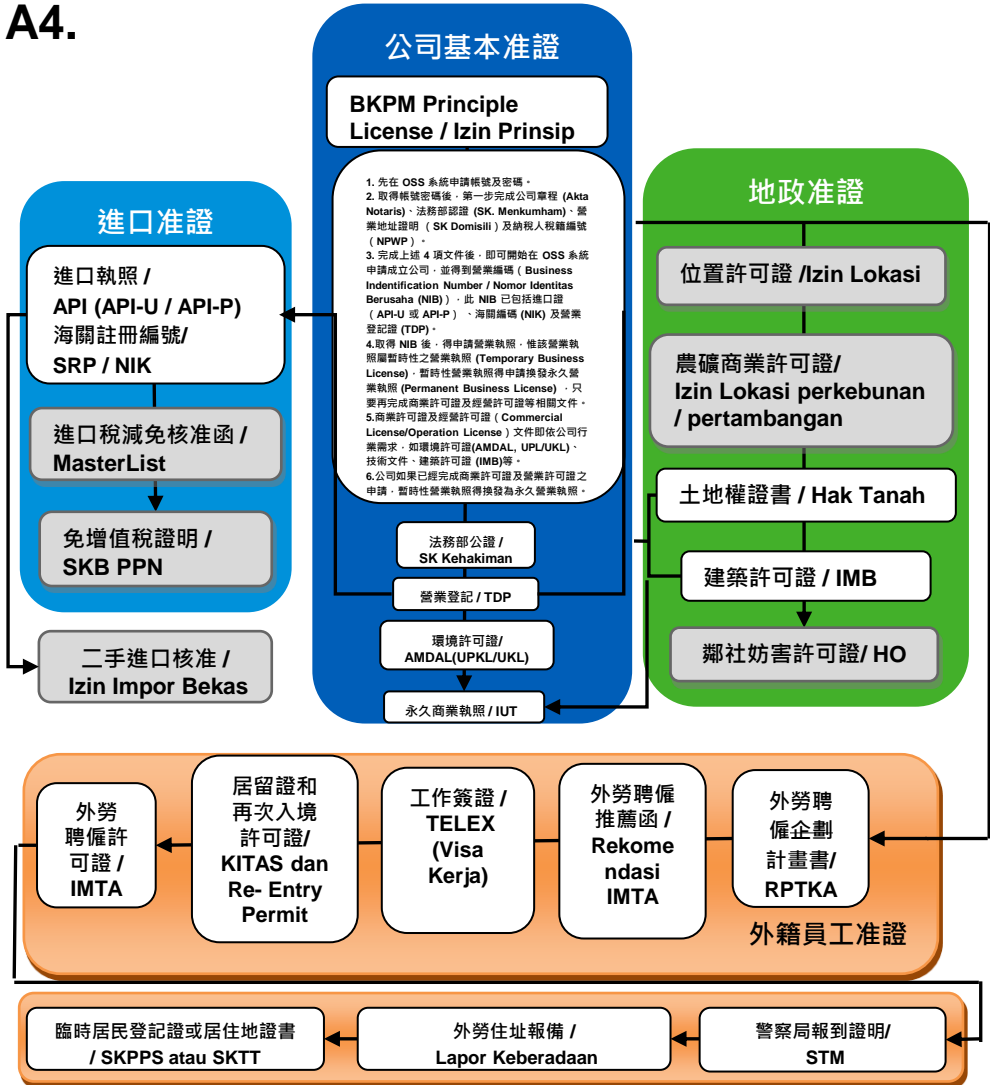 A4.
公司基本准證
BKPM Principle
License / Izin Prinsip
1. 先在 OSS 系統申請帳號及密碼。
2. 取得帳號密碼後，第一步完成公司章程 (Akta
Notaris)、法務部認證 (SK. Menkumham)、營
業地址證明 （SK Domisili）及納稅人稅籍編號
（NPWP）。
3. 完成上述 4 項文件後，即可開始在 OSS 系統
申請成立公司，並得到營業編碼（Business
Indentification Number / Nomor Identitas
Berusaha (NIB)），此 NIB 已包括進口證
（API-U 或 API-P） 、海關編碼 (NIK) 及營業
登記證 (TDP)。
4.取得 NIB 後，得申請營業執照，惟該營業執
照屬暫時性之營業執照 (Temporary Business
License)，暫時性營業執照得申請換發永久營
業執照 (Permanent Business License) ，只
要再完成商業許可證及經營許可證等相關文件。
5.商業許可證及經營許可證（Commercial
License/Operation License）文件即依公司行
業需求，如環境許可證(AMDAL, UPL/UKL)、
技術文件、建築許可證 (IMB)等。
6.公司如果已經完成商業許可證及營業許可證之
申請，暫時性營業執照得換發為永久營業執照。
法務部公證 /
SK Kehakiman
營業登記 / TDP
環境許可證/
AMDAL(UPKL/UKL)
永久商業執照 / IUT
進口准證
進口執照 /
API (API-U / API-P)
海關註冊編號/
SRP / NIK
進口稅減免核准函 /
MasterList
免增值稅證明 /
SKB PPN
二手進口核准 /
Izin Impor Bekas
地政准證
位置許可證 /Izin Lokasi
農礦商業許可證/
Izin Lokasi perkebunan
/ pertambangan
土地權證書 / Hak Tanah
建築許可證 / IMB
鄰社妨害許可證/ HO
外勞
聘僱許
可證 /
IMTA
居留證和
再次入境
許可證/
KITAS dan
Re- Entry
Permit
工作簽證 /
TELEX
(Visa
Kerja)
外勞聘僱
推薦函 /
Rekome
ndasi
IMTA
外勞聘
僱企劃
計畫書/
RPTKA
外籍員工准證
臨時居民登記證或居住地證書
/ SKPPS atau SKTT
外勞住址報備 /
Lapor Keberadaan
警察局報到證明/
STM